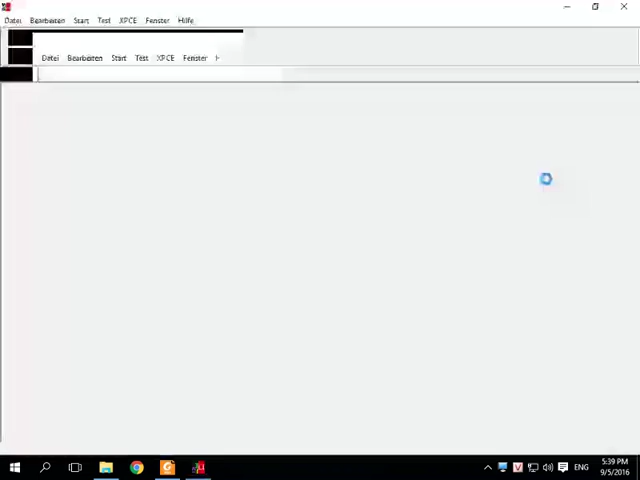 Datei Bearbeiten Start Test XPCE Fenster Hilfe
Datei Bearbeiten Start Test XPCE Fenster
ENG
5:39 PM
9/5/2016